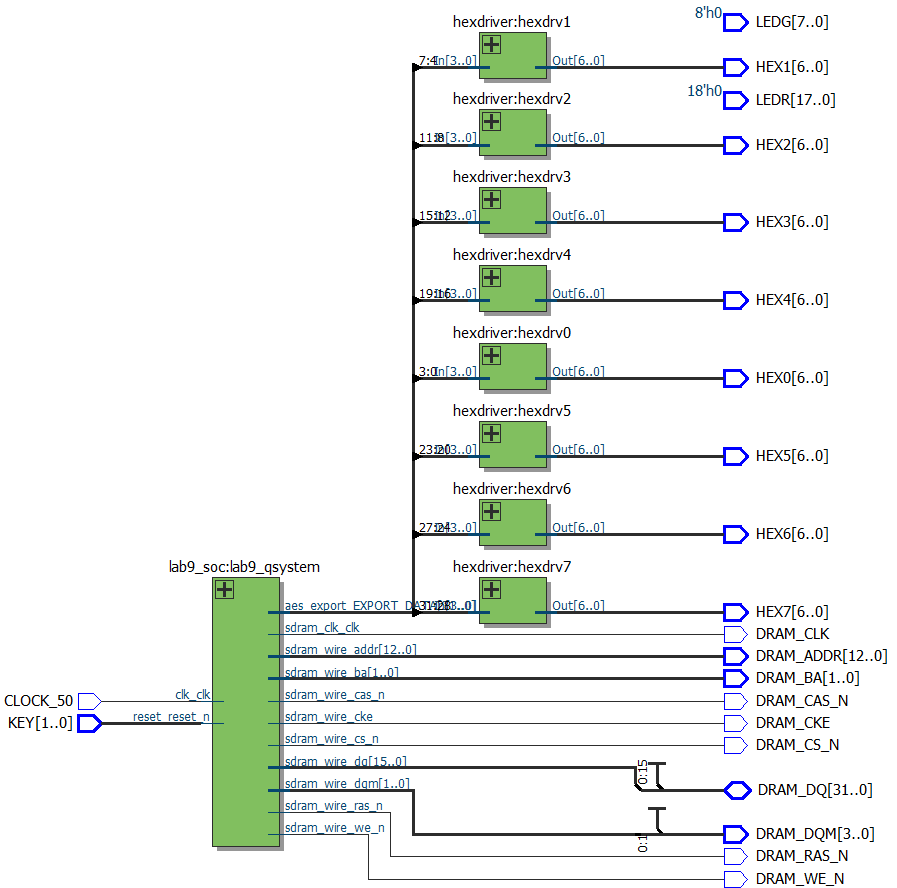 hexdriver:hexdrv1
8'h0
LEDG[7..0]
7:4
In[3..0]
Out[6..0]
HEX1[6..0]
hexdriver:hexdrv2
18'h0
LEDR[17..0]
11:8
In[3..0]
Out[6..0]
HEX2[6..0]
hexdriver:hexdrv3
15:12
In[3..0]
Out[6..0]
HEX3[6..0]
hexdriver:hexdrv4
19:16
In[3..0]
Out[6..0]
HEX4[6..0]
hexdriver:hexdrv0
3:0
In[3..0]
Out[6..0]
HEX0[6..0]
hexdriver:hexdrv5
23:20
In[3..0]
Out[6..0]
HEX5[6..0]
hexdriver:hexdrv6
27:24
In[3..0]
Out[6..0]
HEX6[6..0]
lab9_soc:lab9_qsystem
hexdriver:hexdrv7
aes_export_EXPORT_DATA[31..0]
31:28
In[3..0]
Out[6..0]
HEX7[6..0]
sdram_clk_clk
DRAM_CLK
sdram_wire_addr[12..0]
DRAM_ADDR[12..0]
sdram_wire_ba[1..0]
DRAM_BA[1..0]
CLOCK_50
clk_clk
sdram_wire_cas_n
DRAM_CAS_N
KEY[1..0]
reset_reset_n
sdram_wire_cke
DRAM_CKE
sdram_wire_cs_n
DRAM_CS_N
sdram_wire_dq[15..0]
0:15
DRAM_DQ[31..0]
sdram_wire_dqm[1..0]
0:1
DRAM_DQM[3..0]
sdram_wire_ras_n
DRAM_RAS_N
sdram_wire_we_n
DRAM_WE_N